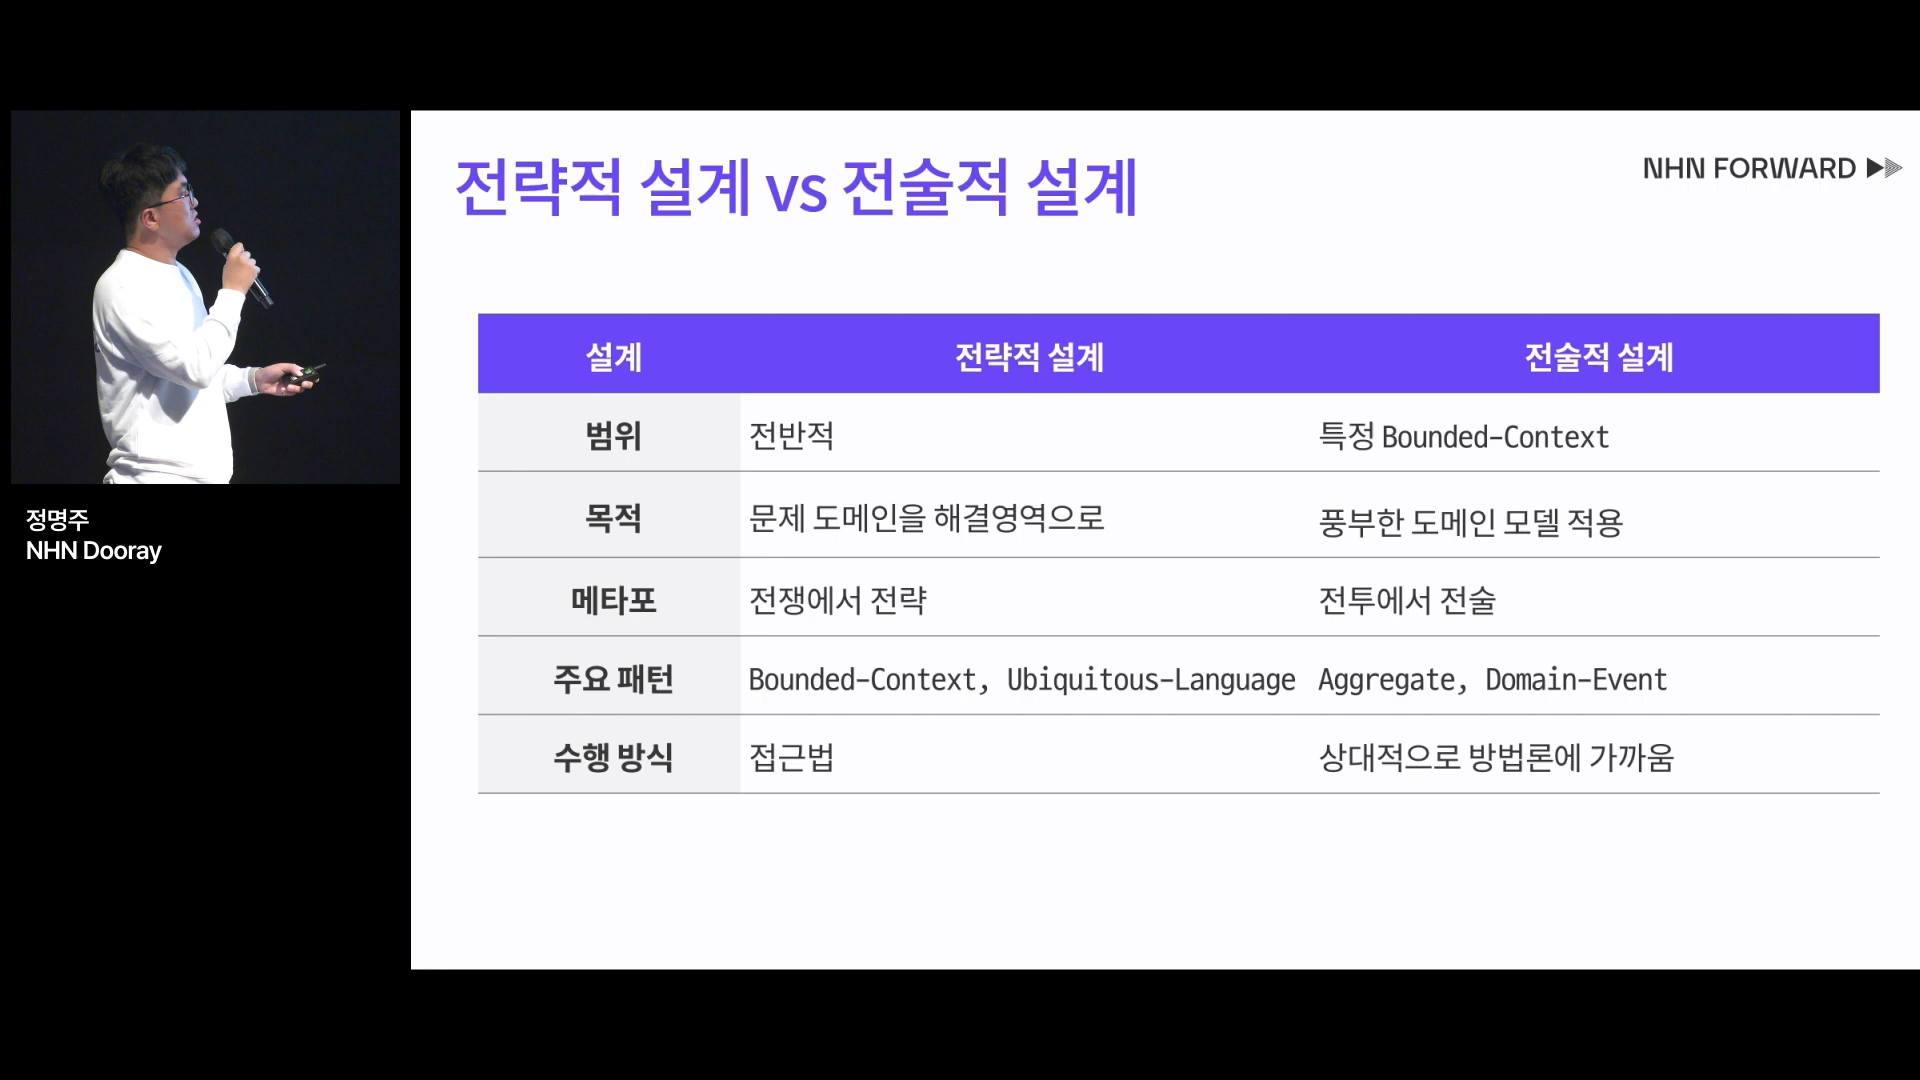 전략적 설계 vs 전술적 설계
NHN FORWARD
설계 전략적 설계 전술적 설계
범위 전반적 특정 Bounded-Context
목적 문제 도메인을 해결영역으로 풍부한 도메인 모델 적용
메타포 전쟁에서 전략 전투에서 전술
주요 패턴 Bounded-Context, Ubiquitous-Language Aggregate, Domain-Event
수행 방식 접근법 상대적으로 방법론에 가까움
정명주
NHN Dooray